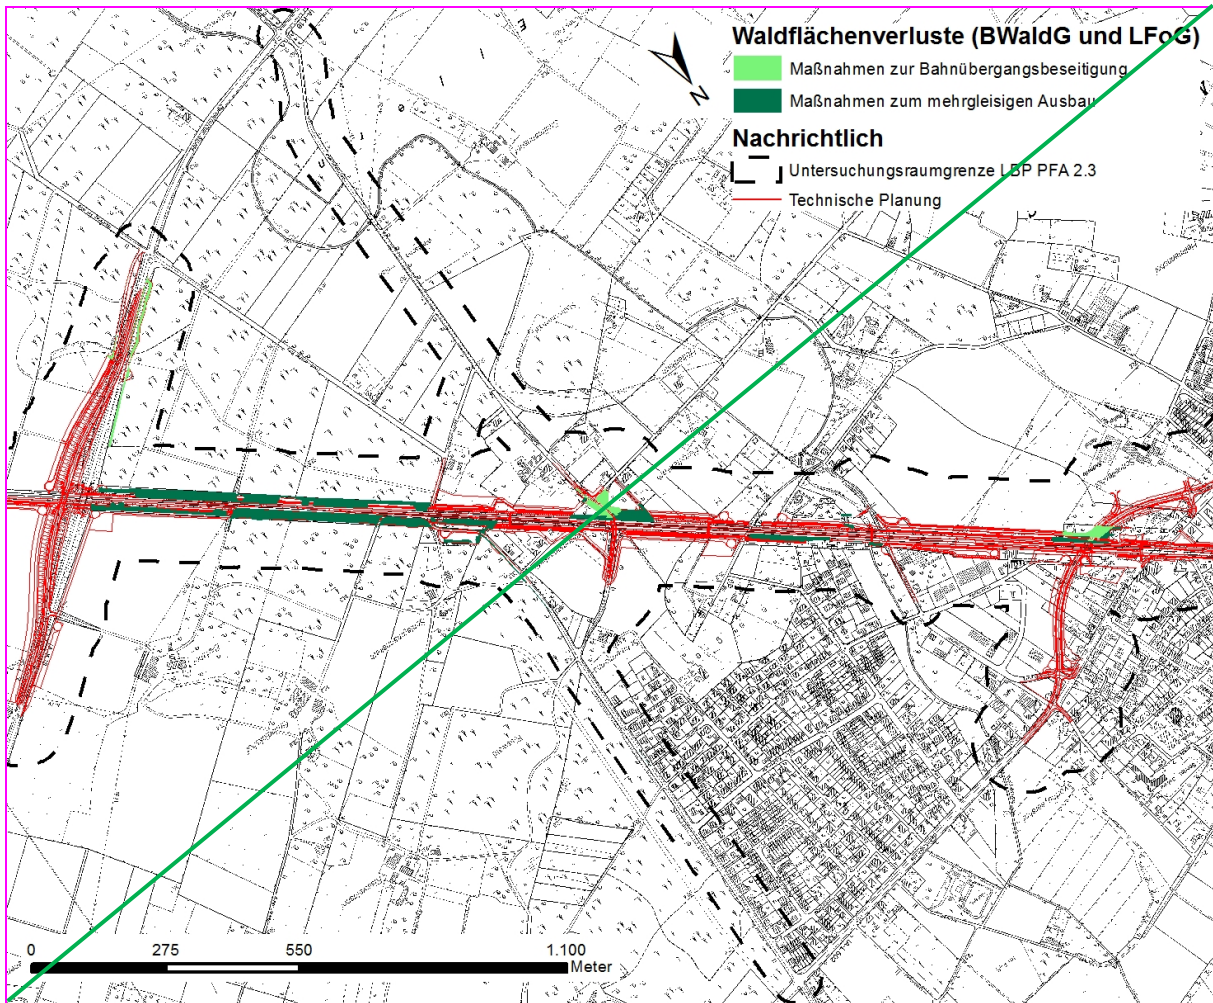 Waldflächenverluste (BWaldG und LFoG)
Maßnahmen zur Bahnübergangsbeseitigung
Maßnahmen zum mehrgleisigen Ausbau
Nachrichtlich
Untersuchungsraumgrenze LBP PFA 2.3
Technische Planung
N
0 275 550 1.100
Meter